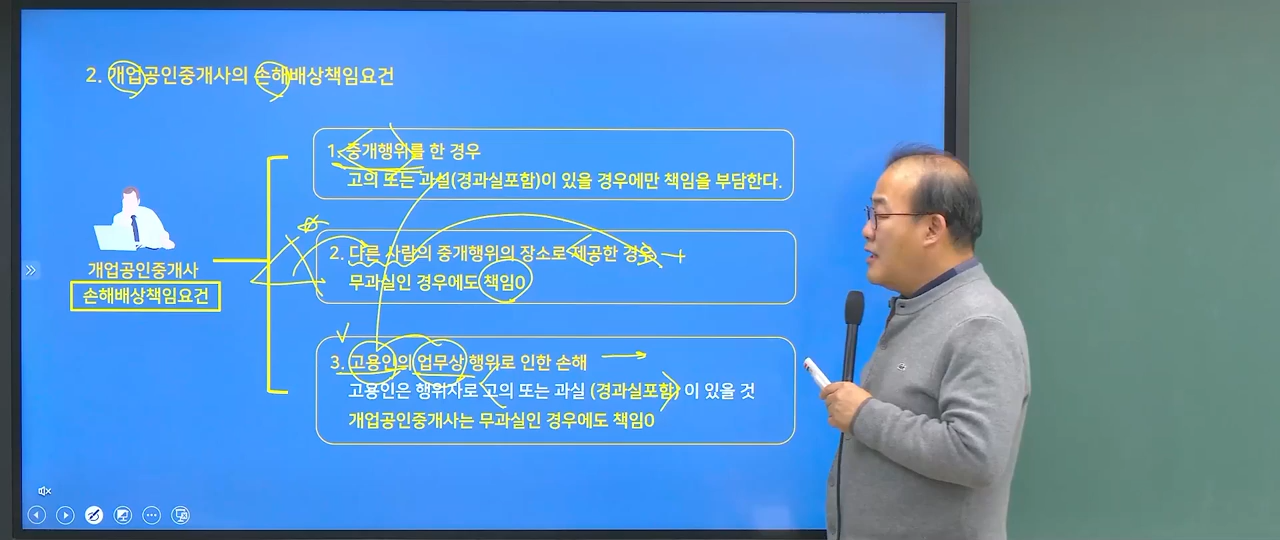 2. 개업공인중개사의 손해배상책임요건
1. 중개행위를 한 경우
고의 또는 과실(경과실포함)이 있을 경우에만 책임을 부담한다.
2. 다른 사람의 중개행위의 장소로 제공한 경우
무과실인 경우에도 책임0
개업공인중개사
손해배상책임요건
3. 고용인의 업무상 행위로 인한 손해
고용인은 행위자로 고의 또는 과실 (경과실포함) 이 있을 것
개업공인중개사는 무과실인 경우에도 책임0